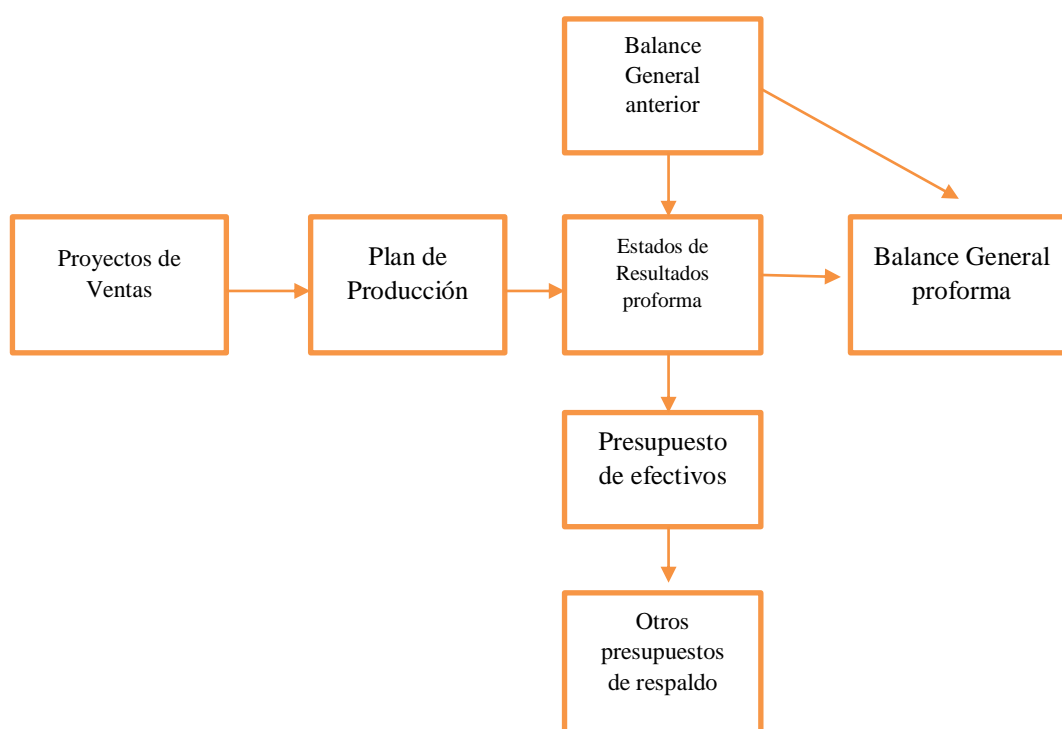 Balance
General
anterior
Proyectos de
Ventas
Plan de
Producción
Estados de
Resultados
proforma
Balance General
proforma
Presupuesto
de efectivos
Otros
presupuestos
de respaldo